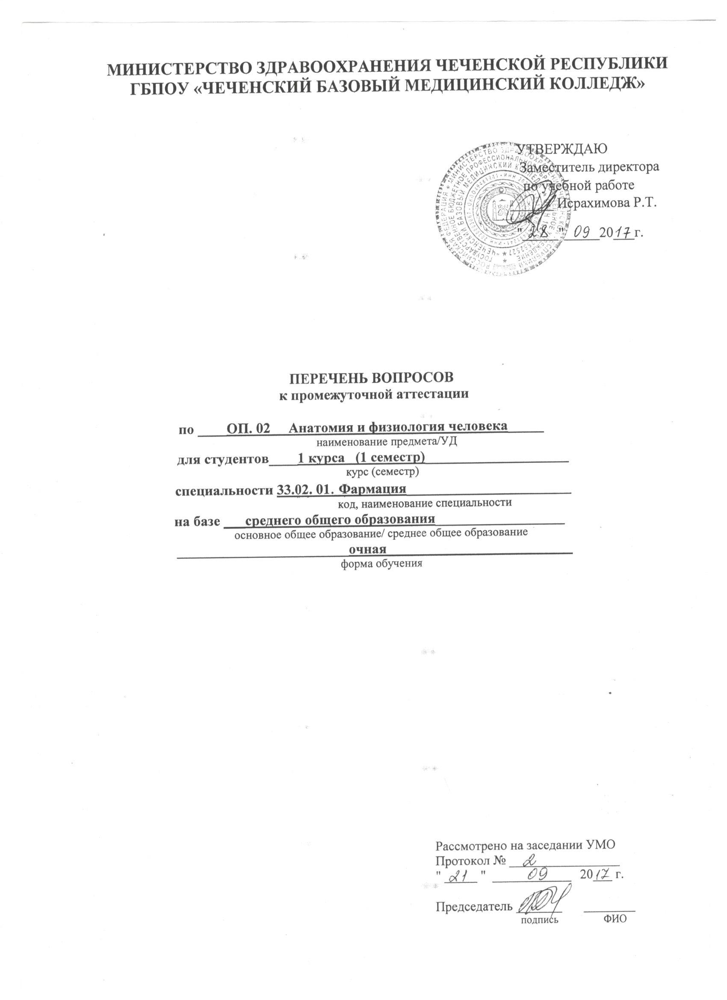 МИНИСТЕРСТВО ЗДРАВООХРАНЕНИЯ ЧЕЧЕНСКОЙ РЕСПУБЛИКИ
ГБПОУ «ЧЕЧЕНСКИЙ БАЗОВЫЙ МЕДИЦИНСКИЙ КОЛЛЕДЖ»
УТВЕРЖДАЮ
Заместитель директора
по учебной работе
Исрахимова Р.Т.
"28" 09 2017 г.
ПЕРЕЧЕНЬ ВОПРОСОВ
к промежуточной аттестации
по ОП. 02 Анатомия и физиология человека
наименование предмета/УД
для студентов 1 курса (1 семестр)
курс (семестр)
специальности 33.02. 01. Фармация
код, наименование специальности
на базе среднего общего образования
основное общее образование/ среднее общее образование
очная
форма обучения
Рассмотрено на заседании УМО
Протокол № 2
" 21 " 09 2017 г.
Председатель
подпись ФИО